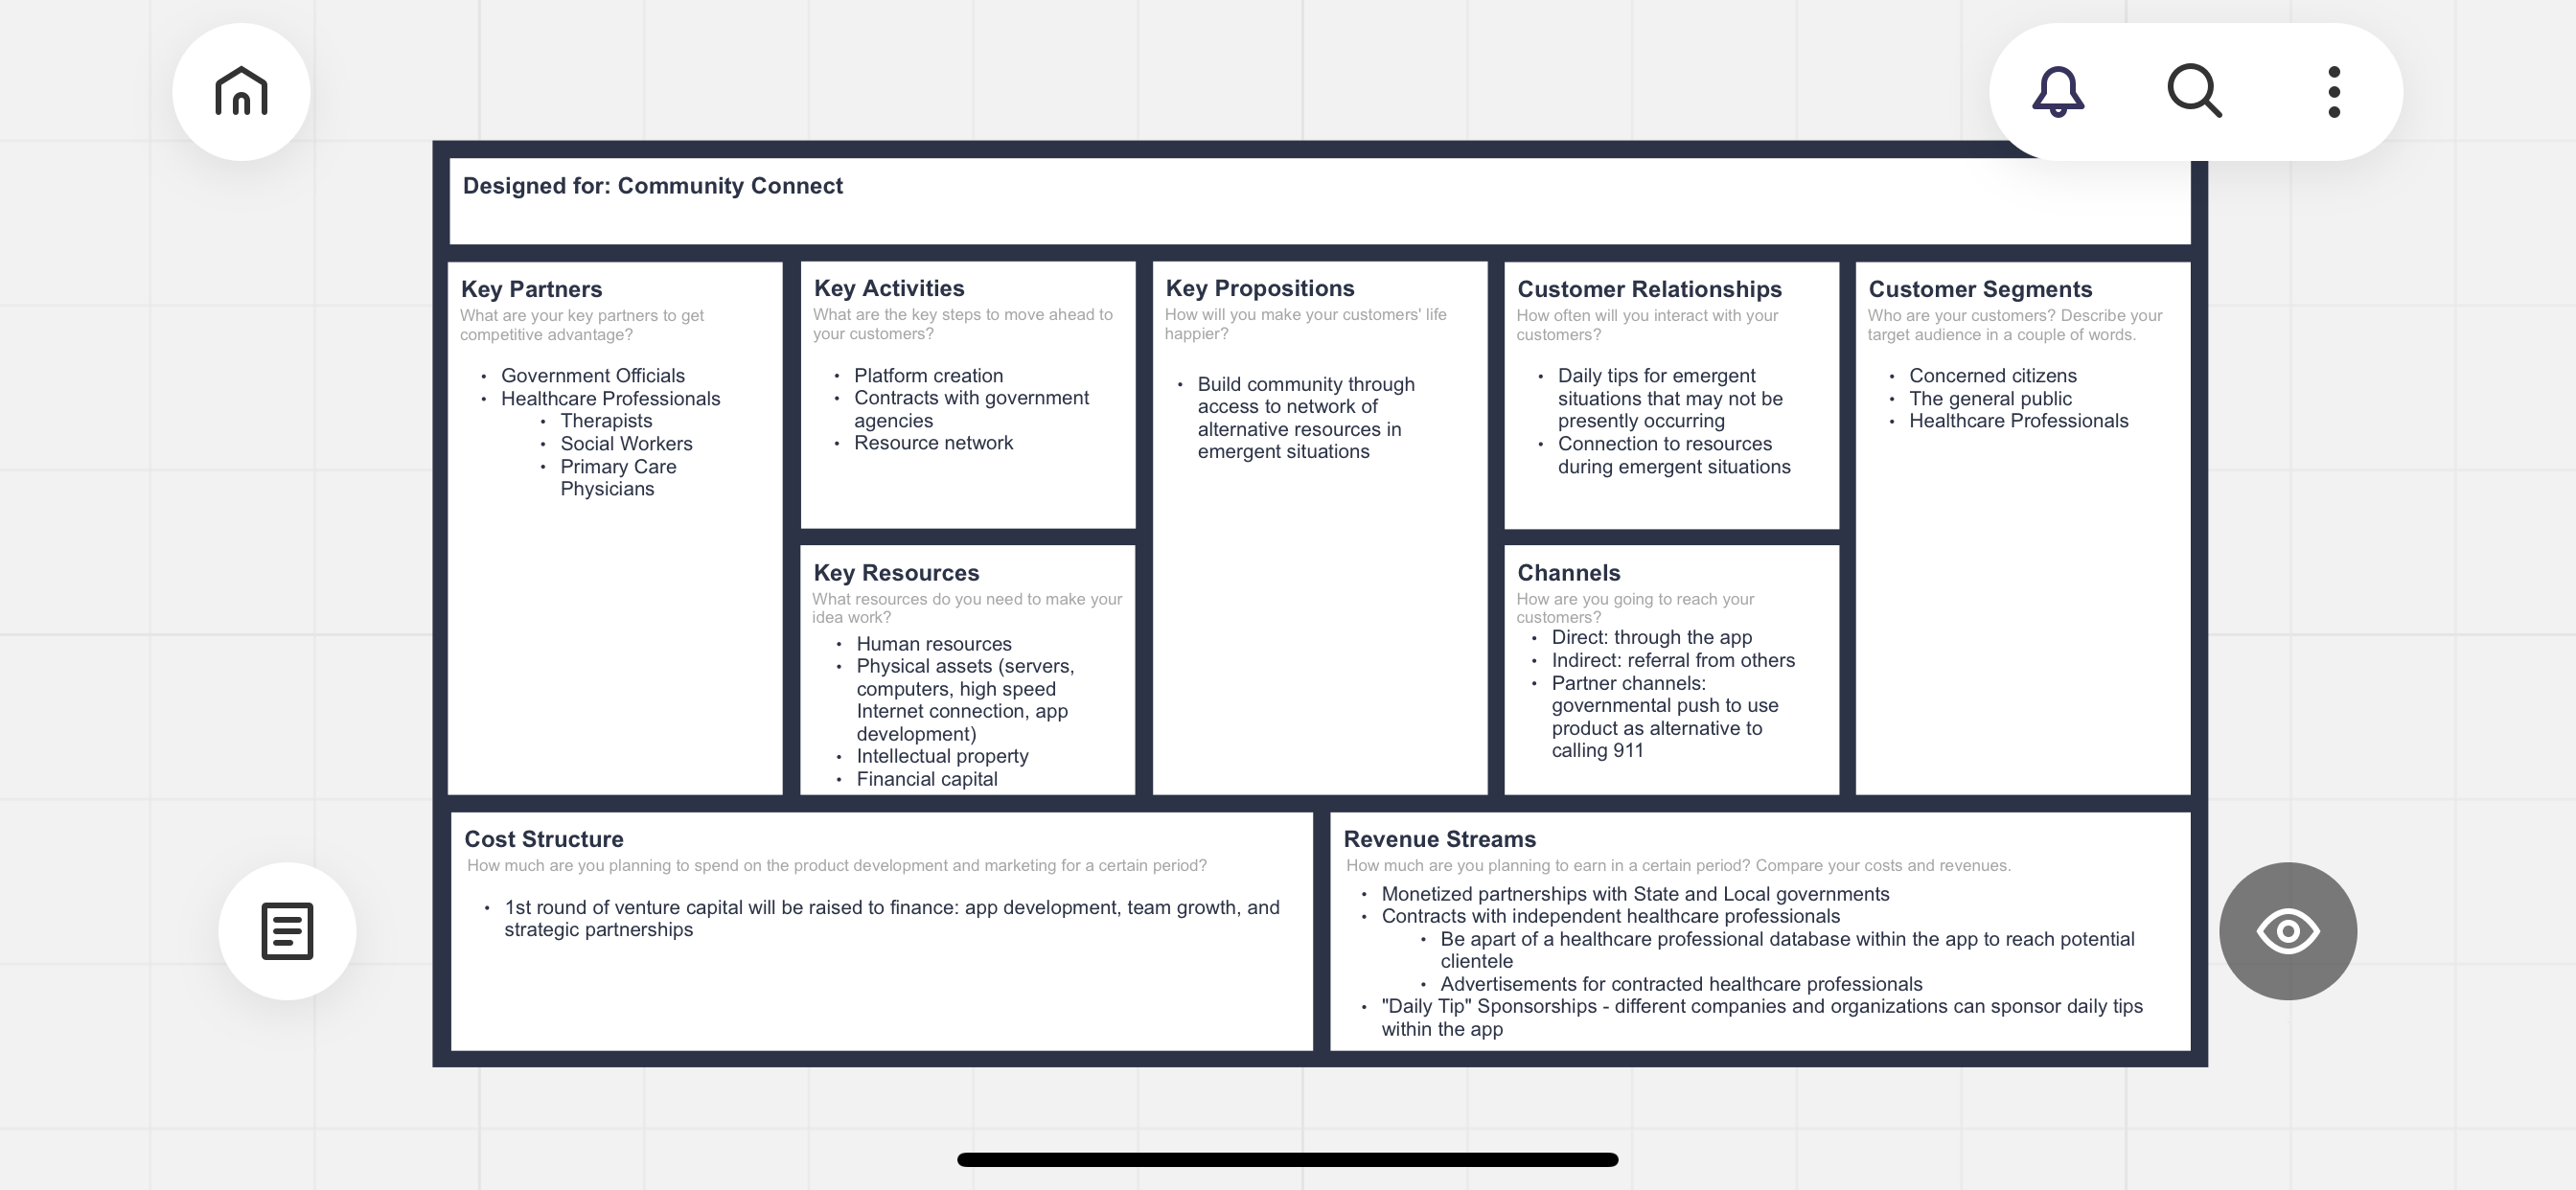 Designed for: Community Connect
Key Partners
What are your key partners to get
competitive advantage?
• Government Officials
• Healthcare Professionals
• Therapists
• Social Workers
• Primary Care
Physicians
Key Activities
What are the key steps to move ahead to
your customers?
• Platform creation
• Contracts with government
agencies
• Resource network
Key Resources
What resources do you need to make your
idea work?
• Human resources
• Physical assets (servers,
computers, high speed
Internet connection, app
development)
• Intellectual property
• Financial capital
Key Propositions
How will you make your customers' life
happier?
• Build community through
access to network of
alternative resources in
emergent situations
Customer Relationships
How often will you interact with your
customers?
• Daily tips for emergent
situations that may not be
presently occurring
• Connection to resources
during emergent situations
Channels
How are you going to reach your
customers?
• Direct: through the app
• Indirect: referral from others
• Partner channels:
governmental push to use
product as alternative to
calling 911
Customer Segments
Who are your customers? Describe your
target audience in a couple of words.
• Concerned citizens
• The general public
• Healthcare Professionals
Cost Structure
How much are you planning to spend on the product development and marketing for a certain period?
• 1st round of venture capital will be raised to finance: app development, team growth, and
strategic partnerships
Revenue Streams
How much are you planning to earn in a certain period? Compare your costs and revenues.
• Monetized partnerships with State and Local governments
• Contracts with independent healthcare professionals
• Be apart of a healthcare professional database within the app to reach potential
clientele
• Advertisements for contracted healthcare professionals
• "Daily Tip" Sponsorships - different companies and organizations can sponsor daily tips
within the app